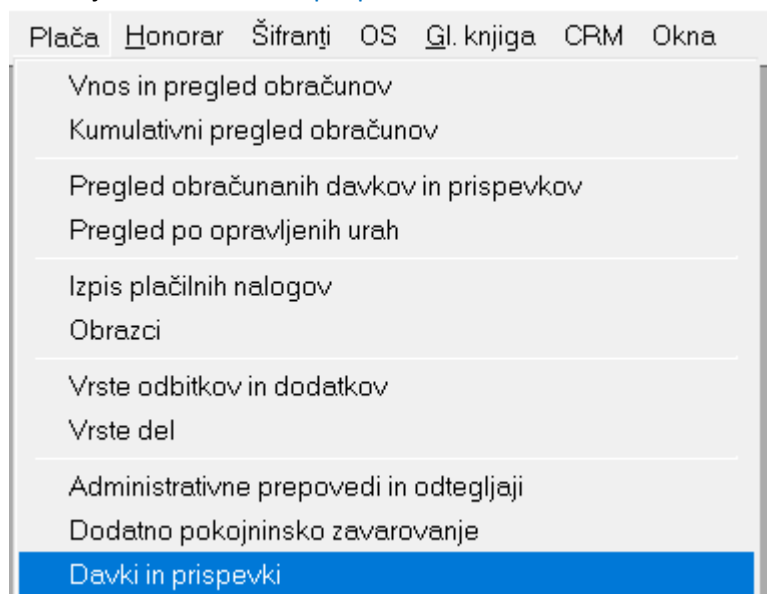 Plača Honorar Šifranti OS Gl. knjiga CRM Okna
Vnos in pregled obračunov
Kumulativni pregled obračunov
Pregled obračunanih davkov in prispevkov
Pregled po opravljenih urah
Izpis plačilnih nalogov
Obrazci
Vrste odbitkov in dodatkov
Vrste del
Administrativne prepovedi in odtegljaji
Dodatno pokojninsko zavarovanje
Davki in prispevki